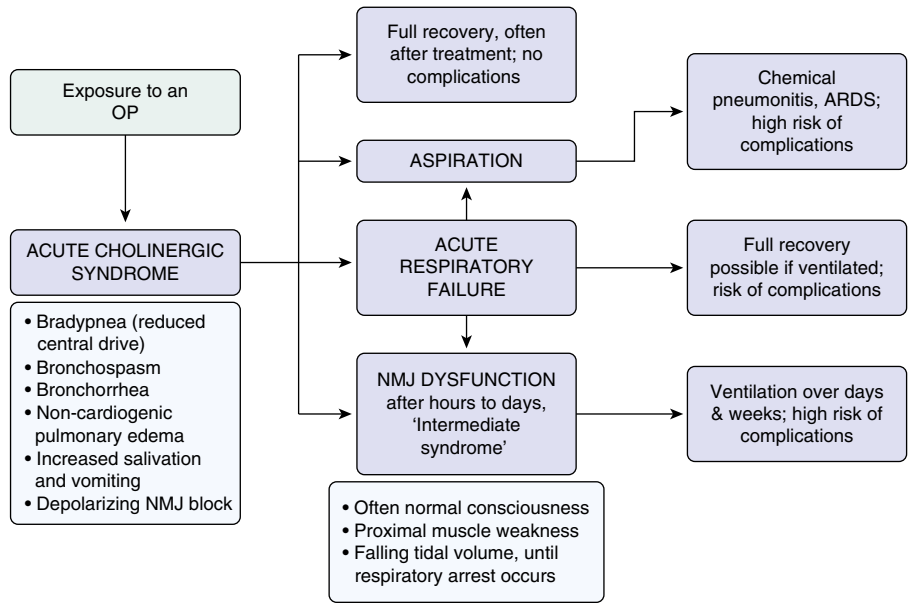 Exposure to an
OP
ACUTE CHOLINERGIC
SYNDROME
• Bradypnea (reduced
central drive)
• Bronchospasm
• Bronchorrhea
• Non-cardiogenic
pulmonary edema
• Increased salivation
and vomiting
• Depolarizing NMJ block
Full recovery, often
after treatment; no
complications
ASPIRATION
ACUTE
RESPIRATORY
FAILURE
NMJ DYSFUNCTION
after hours to days,
‘Intermediate
syndrome’
• Often normal consciousness
• Proximal muscle weakness
• Falling tidal volume, until
respiratory arrest occurs
Chemical
pneumonitis, ARDS;
high risk of
complications
Full recovery
possible if ventilated;
risk of complications
Ventilation over days
& weeks; high risk of
complications